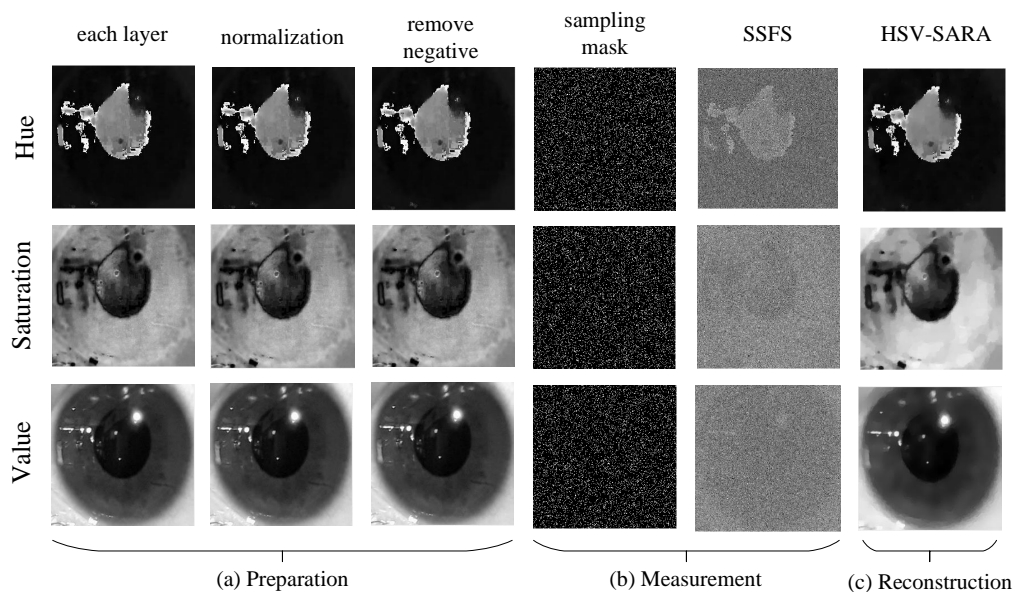 each layer
normalization
remove
negative
sampling
mask
SSFS
HSV-SARA
Hue
Saturation
Value
(a) Preparation
(b) Measurement
(c) Reconstruction